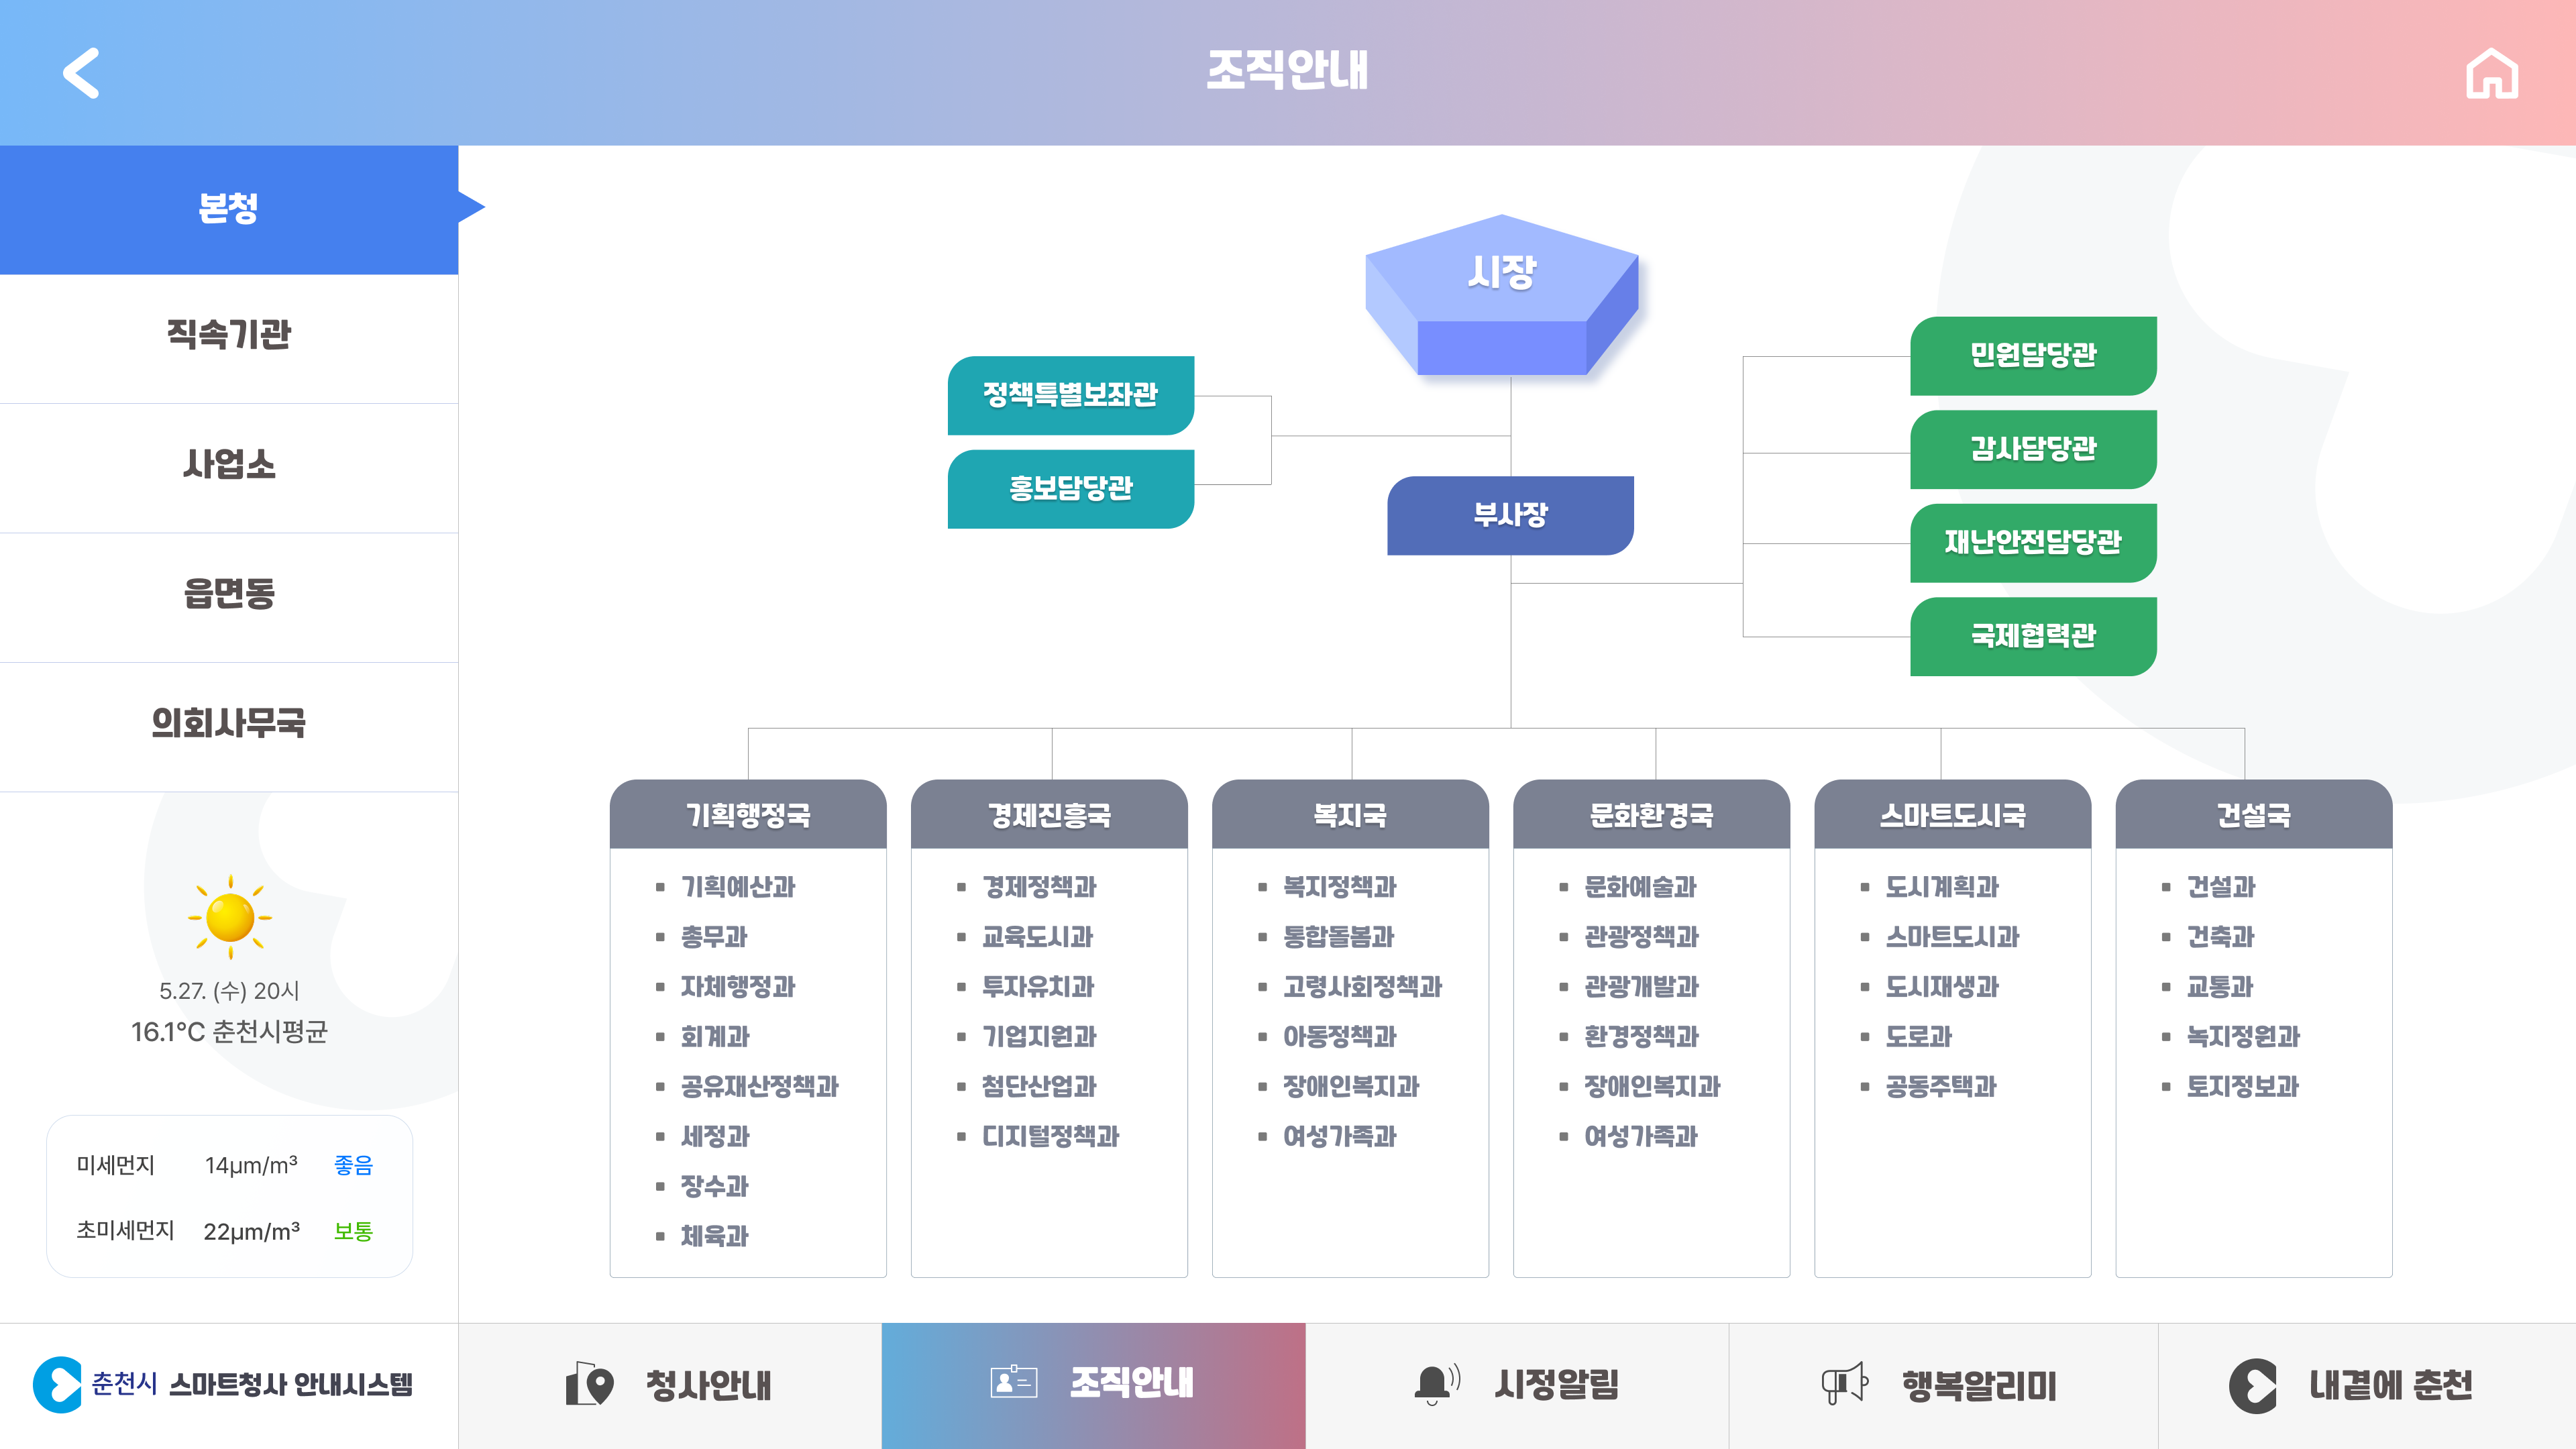 조직안내
본청
직속기관
사업소
읍면동
의회사무국
5.27. (수) 20시
16.1°C 춘천시평균
미세먼지 14μm/m³ 좋음
초미세먼지 22μm/m³ 보통
시장
정책특별보좌관
홍보담당관
부사장
민원담당관
감사담당관
재난안전담당관
국제협력관
기획행정국
기획예산과
총무과
자체행정과
회계과
공유재산정책과
세정과
장수과
체육과
경제진흥국
경제정책과
교육도시과
투자유치과
기업지원과
첨단산업과
디지털정책과
복지국
복지정책과
통합돌봄과
고령사회정책과
아동정책과
장애인복지과
여성가족과
문화환경국
문화예술과
관광정책과
관광개발과
환경정책과
장애인복지과
여성가족과
스마트도시국
도시계획과
스마트도시과
도시재생과
도로과
공동주택과
건설국
건설과
건축과
교통과
녹지정원과
토지정보과
춘천시 스마트청사 안내시스템
청사안내
조직안내
시정알림
행복알리미
내곁에 춘천